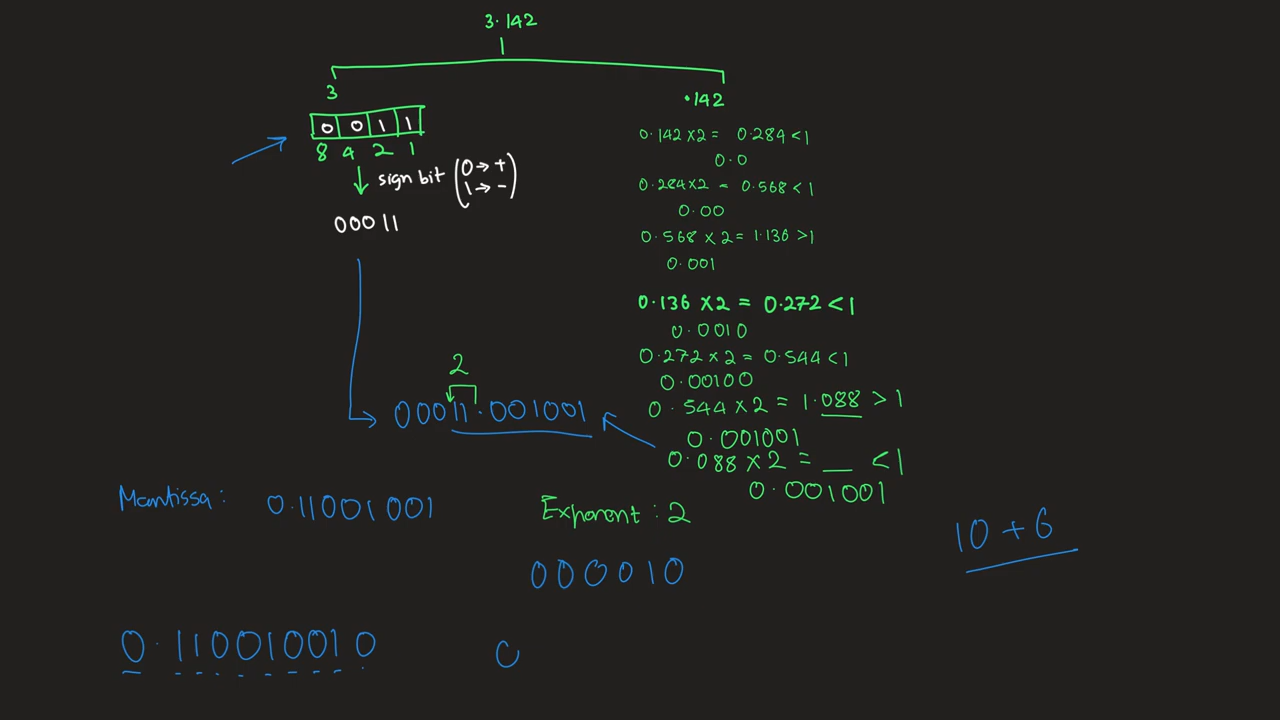 3.142
3
.142
0 0 1 1
8 4 2 1
sign bit (0 → +
1 → -)
00011
0.142 x 2 = 0.284 < 1
0.0
0.284 x 2 = 0.568 < 1
0.00
0.568 x 2 = 1.136 > 1
0.001
0.136 x 2 = 0.272 < 1
0.0010
0.272 x 2 = 0.544 < 1
0.00100
0.544 x 2 = 1.088 > 1
0.001001
0.088 x 2 = __ < 1
0.001001
2
00011.001001
Mantissa: 0.11001001
Exponent: 2
000010
10 + 6
0.110010010
0